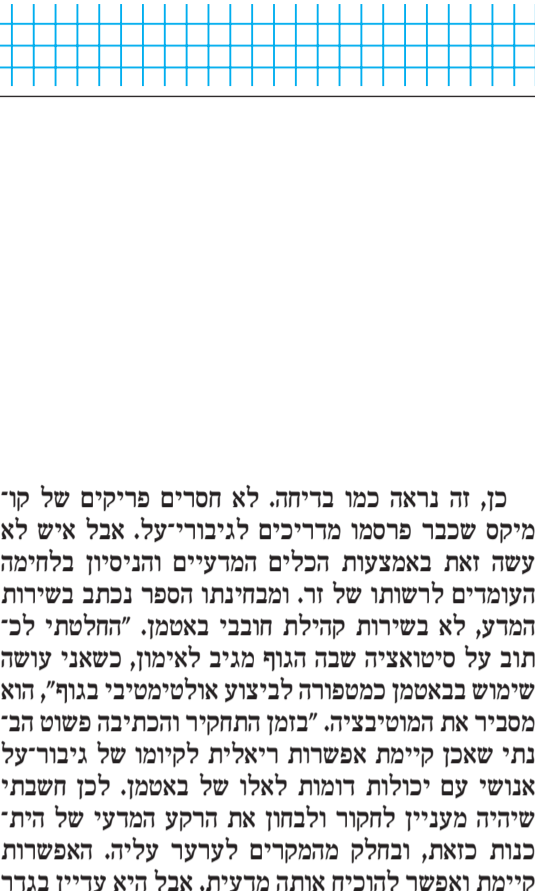 כן, זה נראה כמו בדיחה. לא חסרים פריקים של קו־
מיקס שכבר פרסמו מדריכים לגיבורי־על. אבל איש לא
עשה זאת באמצעות הכלים המדעיים והניסיון בלחימה
העומדים לרשותו של זר. ומבחינתו הספר נכתב בשירות
המדע, לא בשירות קהילת חובבי באטמן. "החלטתי לכ־
תוב על סיטואציה שבה הגוף מגיב לאימון, כשאני עושה
שימוש בבאטמן כמטפורה לביצוע אולטימטיבי בגוף", הוא
מסביר את המוטיבציה. "בזמן התחקיר והכתיבה פשוט הב־
נתי שאכן קיימת אפשרות ריאלית לקיומו של גיבור־על
אנושי עם יכולות דומות לאלו של באטמן. לכן חשבתי
שיהיה מעניין לחקור ולבחון את הרקע המדעי של הית־
כנות כזאת, ובחלק מהמקרים לערער עליה. האפשרות
קיימת ואפשר להוכיח אותה מדעית, אבל היא עדיין בגדר